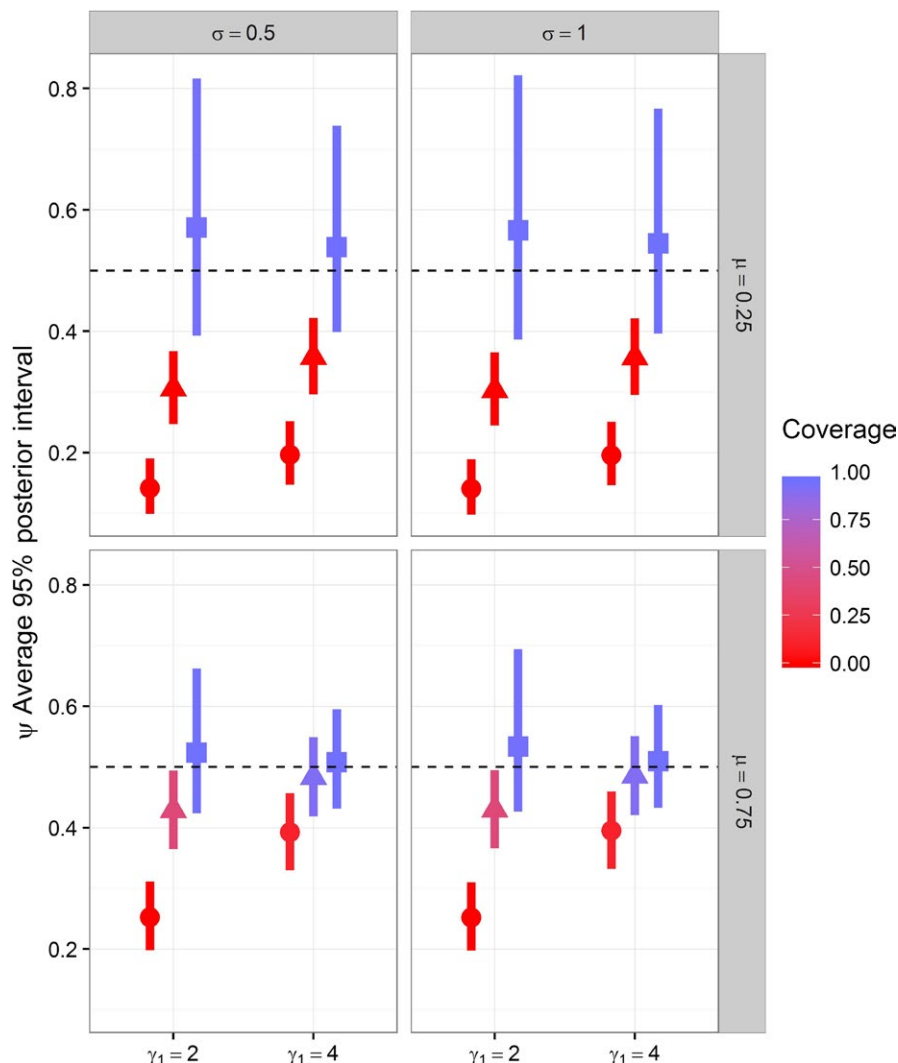 σ = 0.5
σ = 1
0.8
0.6
0.4
0.2
μ = 0.25
0.8
0.6
0.4
0.2
μ = 0.75
ψ Average 95% posterior interval
γ₁ = 2
γ₁ = 4
γ₁ = 2
γ₁ = 4
Coverage
1.00
0.75
0.50
0.25
0.00